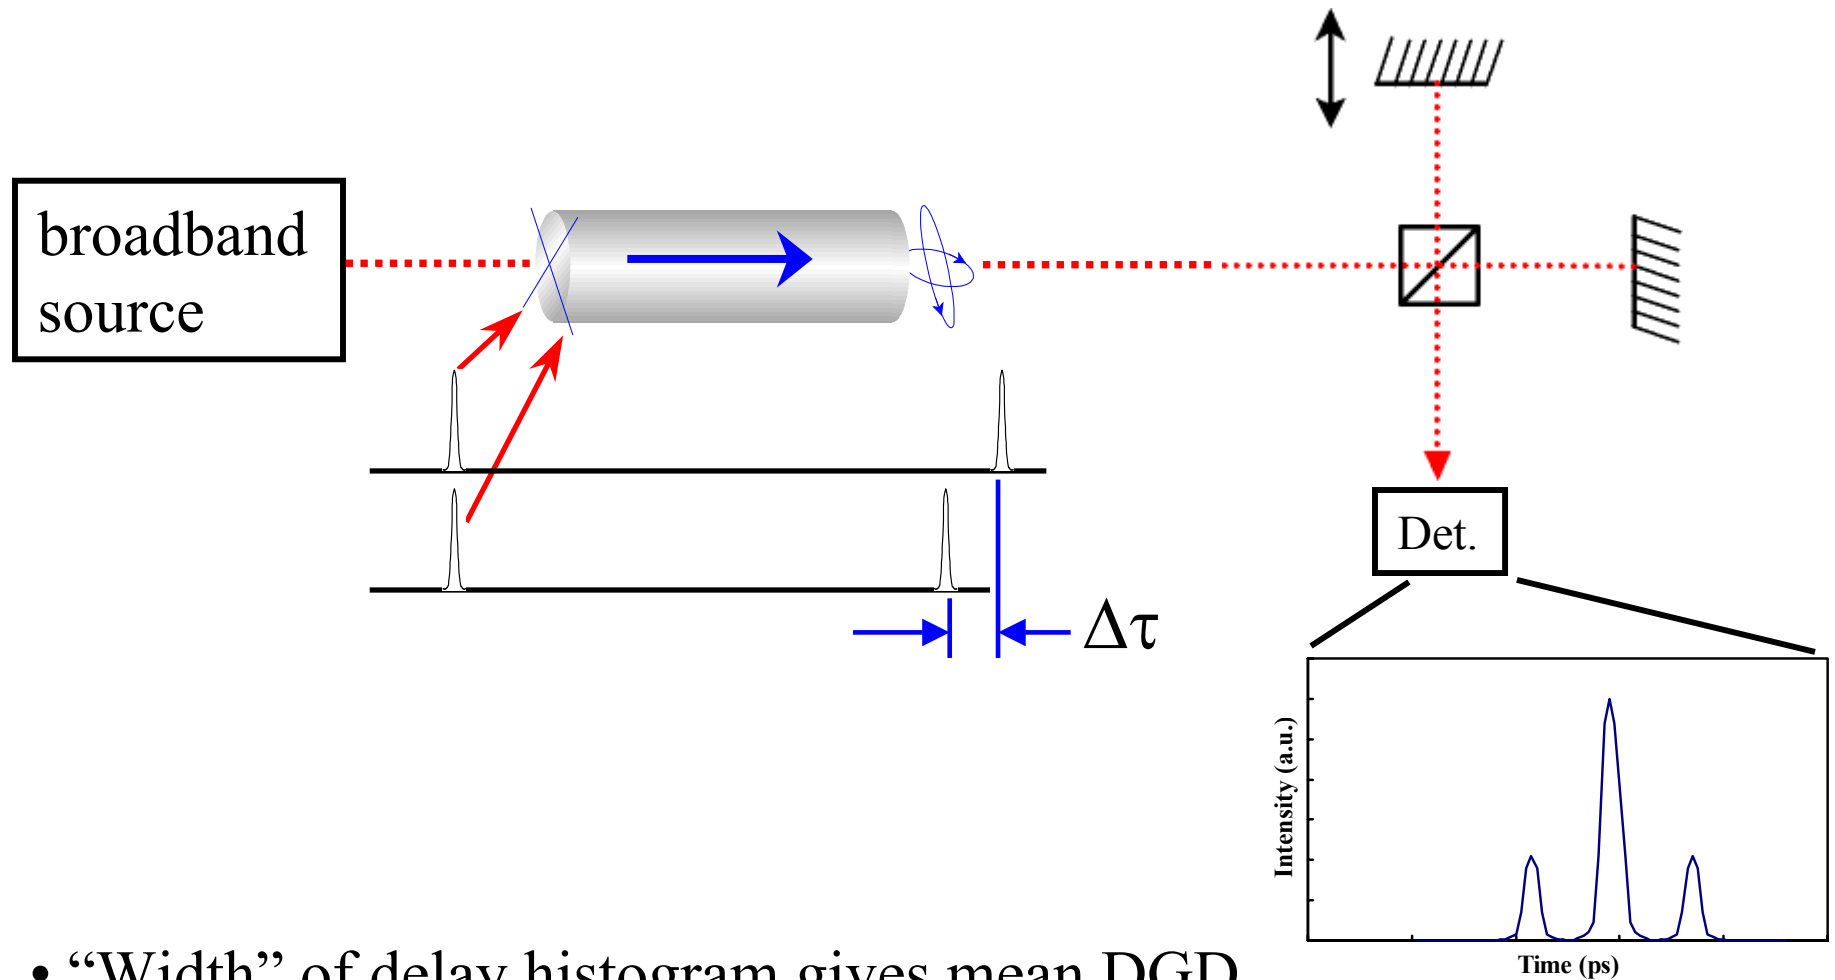 broadband
source
Δτ
Det.
Intensity (a.u.)
Time (ps)
• “Width” of delay histogram gives mean DGD